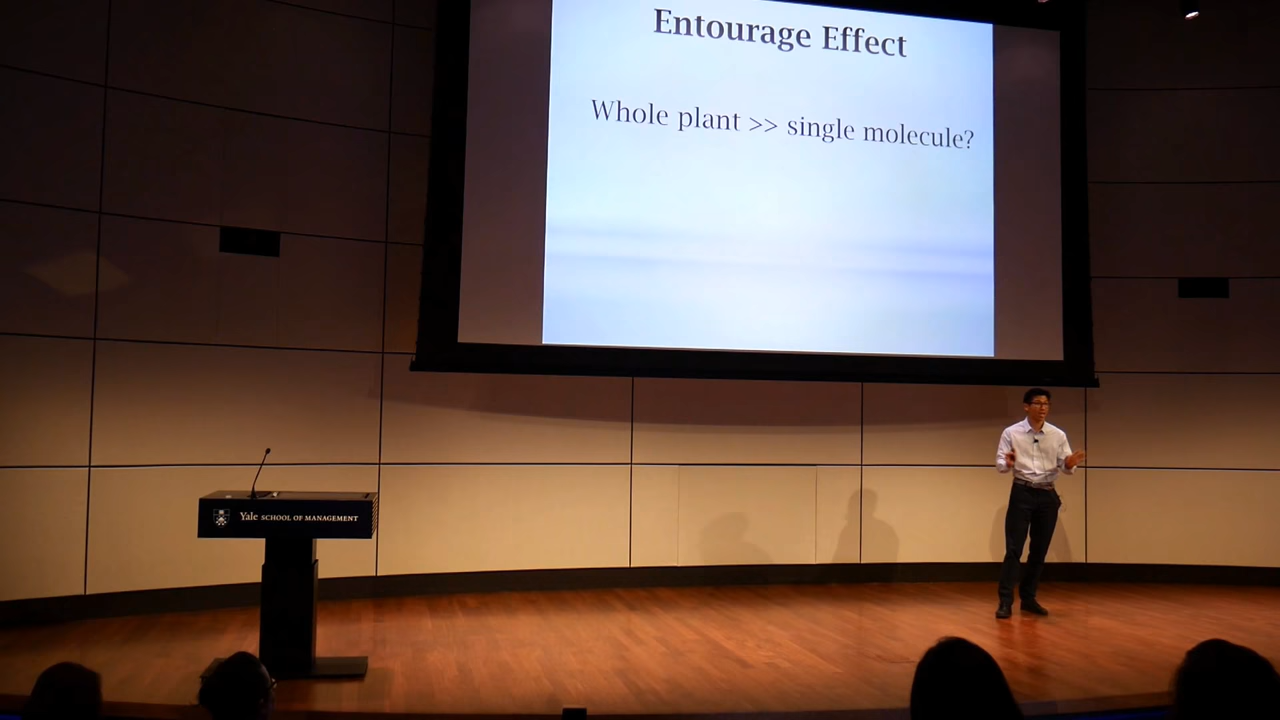 Entourage Effect
Whole plant >> single molecule?
Yale SCHOOL OF MANAGEMENT